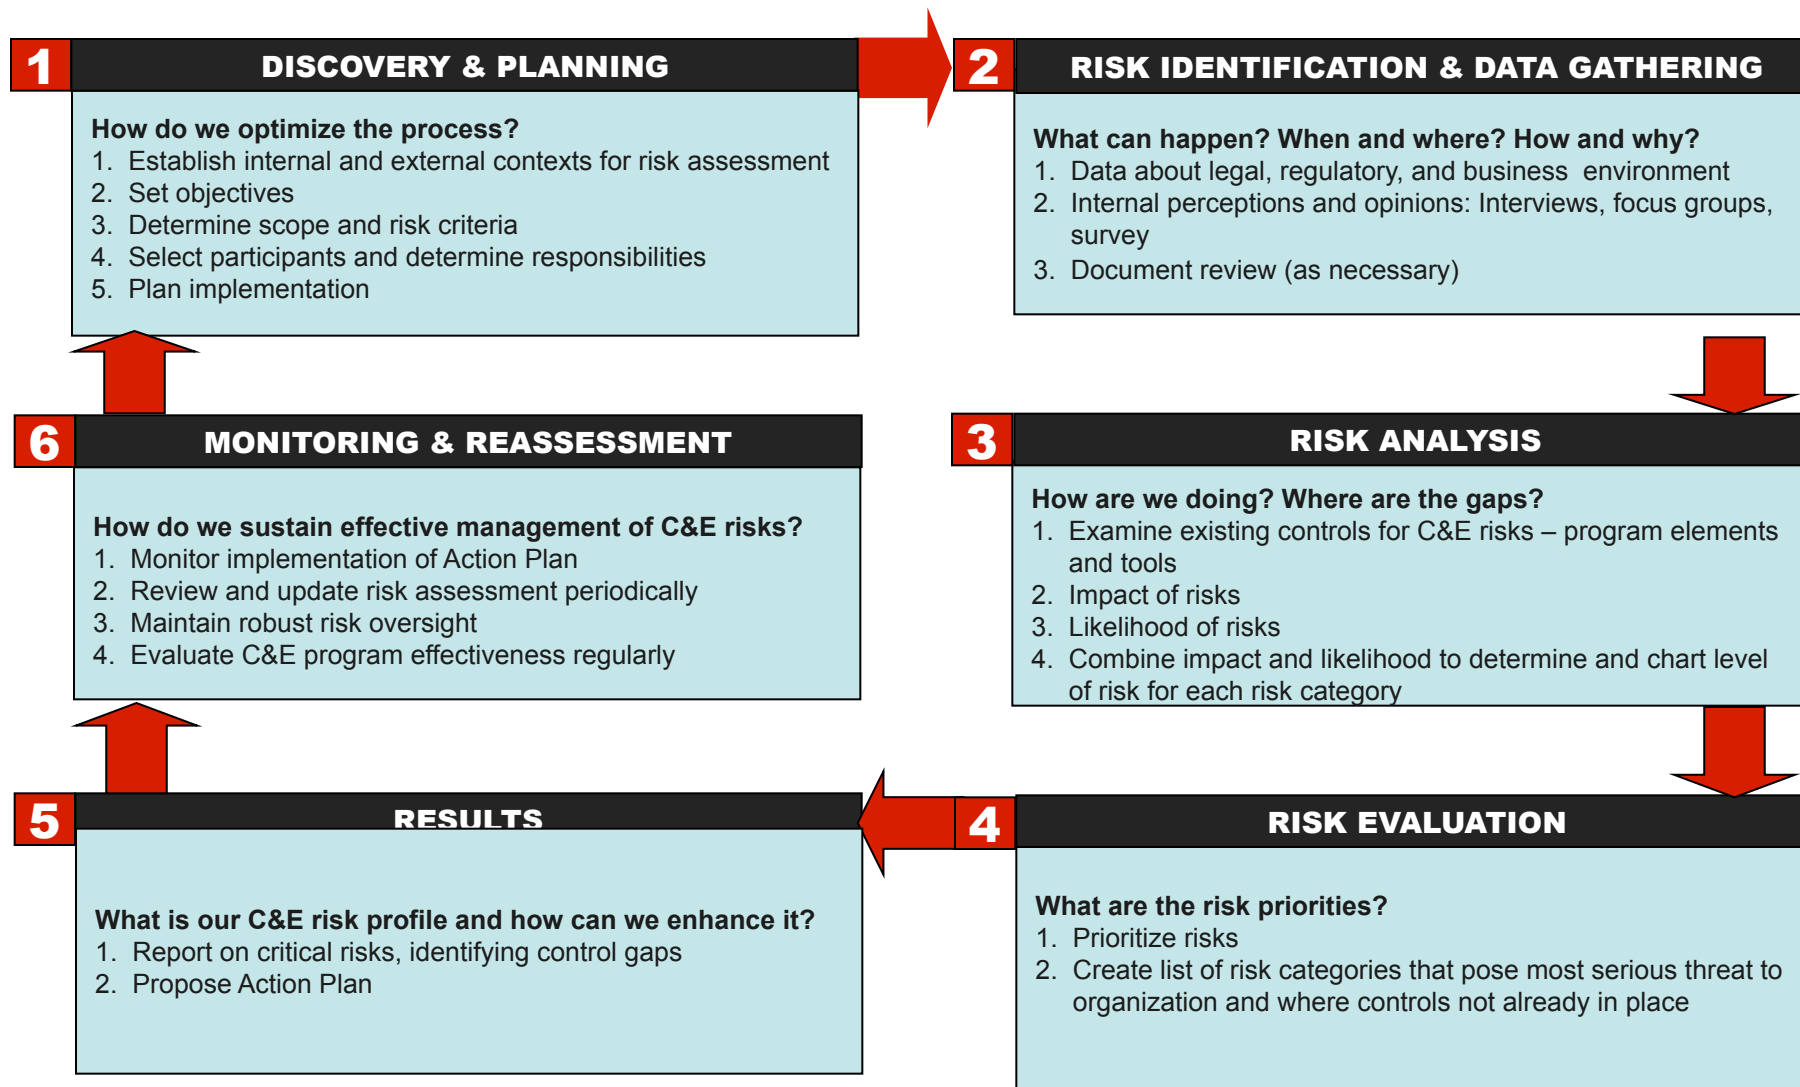 1
DISCOVERY & PLANNING
How do we optimize the process?
1. Establish internal and external contexts for risk assessment
2. Set objectives
3. Determine scope and risk criteria
4. Select participants and determine responsibilities
5. Plan implementation
2
RISK IDENTIFICATION & DATA GATHERING
What can happen? When and where? How and why?
1. Data about legal, regulatory, and business environment
2. Internal perceptions and opinions: Interviews, focus groups,
survey
3. Document review (as necessary)
3
RISK ANALYSIS
How are we doing? Where are the gaps?
1. Examine existing controls for C&E risks – program elements
and tools
2. Impact of risks
3. Likelihood of risks
4. Combine impact and likelihood to determine and chart level
of risk for each risk category
4
RISK EVALUATION
What are the risk priorities?
1. Prioritize risks
2. Create list of risk categories that pose most serious threat to
organization and where controls not already in place
5
RESULTS
What is our C&E risk profile and how can we enhance it?
1. Report on critical risks, identifying control gaps
2. Propose Action Plan
6
MONITORING & REASSESSMENT
How do we sustain effective management of C&E risks?
1. Monitor implementation of Action Plan
2. Review and update risk assessment periodically
3. Maintain robust risk oversight
4. Evaluate C&E program effectiveness regularly